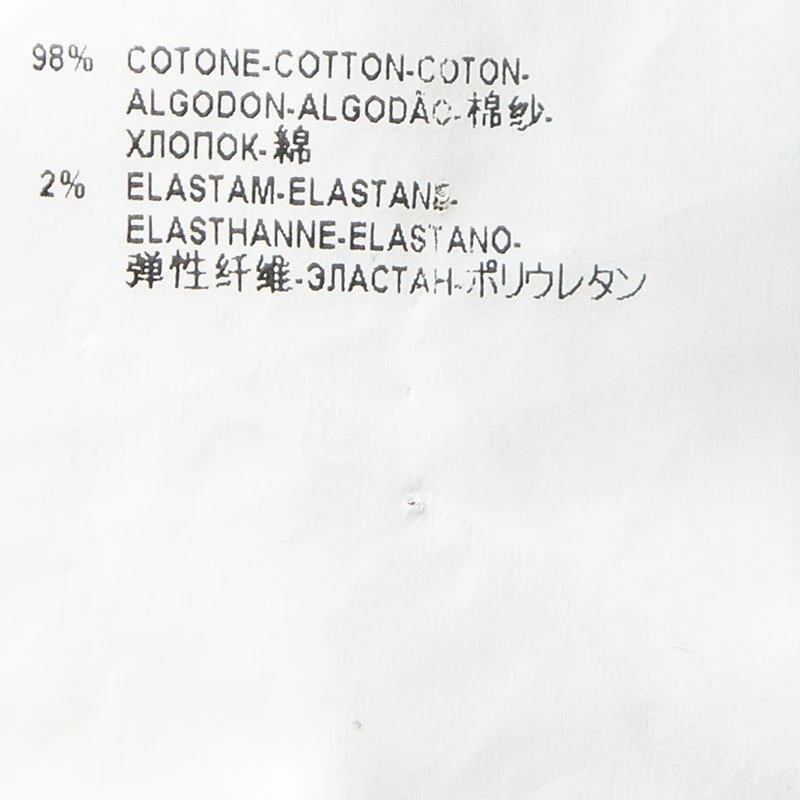 98% COTONE-COTTON-COTON-
ALGODON-ALGODÃO-棉纱-
ХЛОПОК-綿
2% ELASTAM-ELASTANE-
ELASTHANNE-ELASTANO-
弹性纤维-ЭЛАСТАН-ポリウレタン